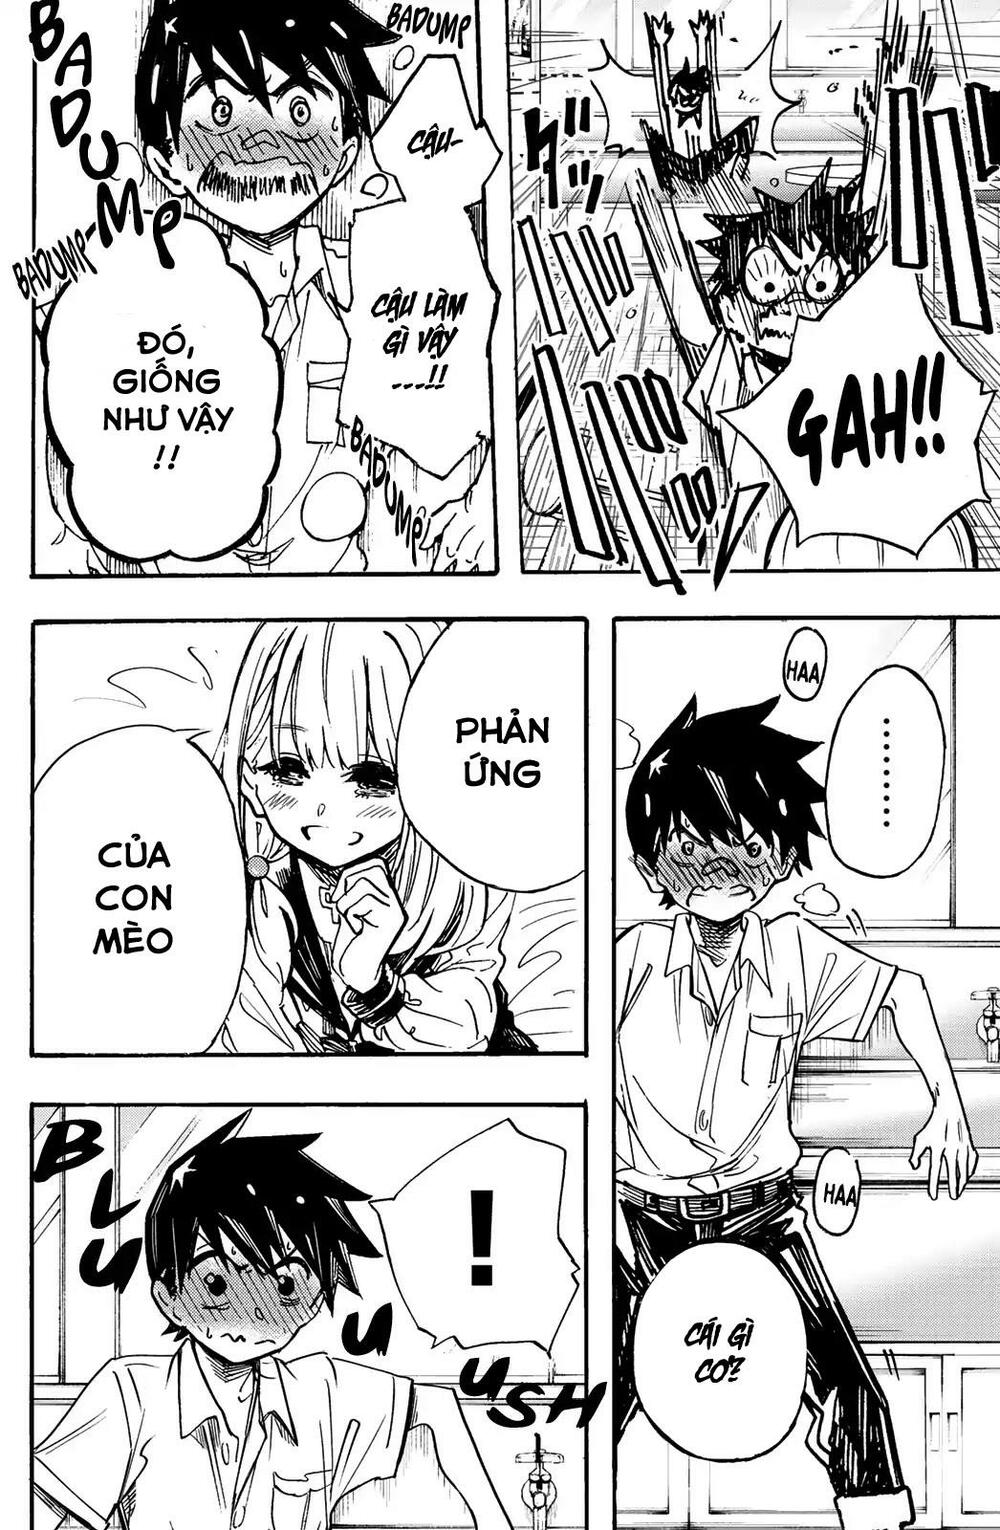 GAH!!
BADUMP
CẬU-
CẬU LÀM
GÌ VẬY
----!!
BADUMP
BADUMP-
BADUMP!
ĐÓ,
GIỐNG
NHƯ VẬY
!!
HAA
.........
HAA
CÁI GÌ
CƠ?
PHẢN
ỨNG
CỦA
CON
MÈO
!
BLUUUSH